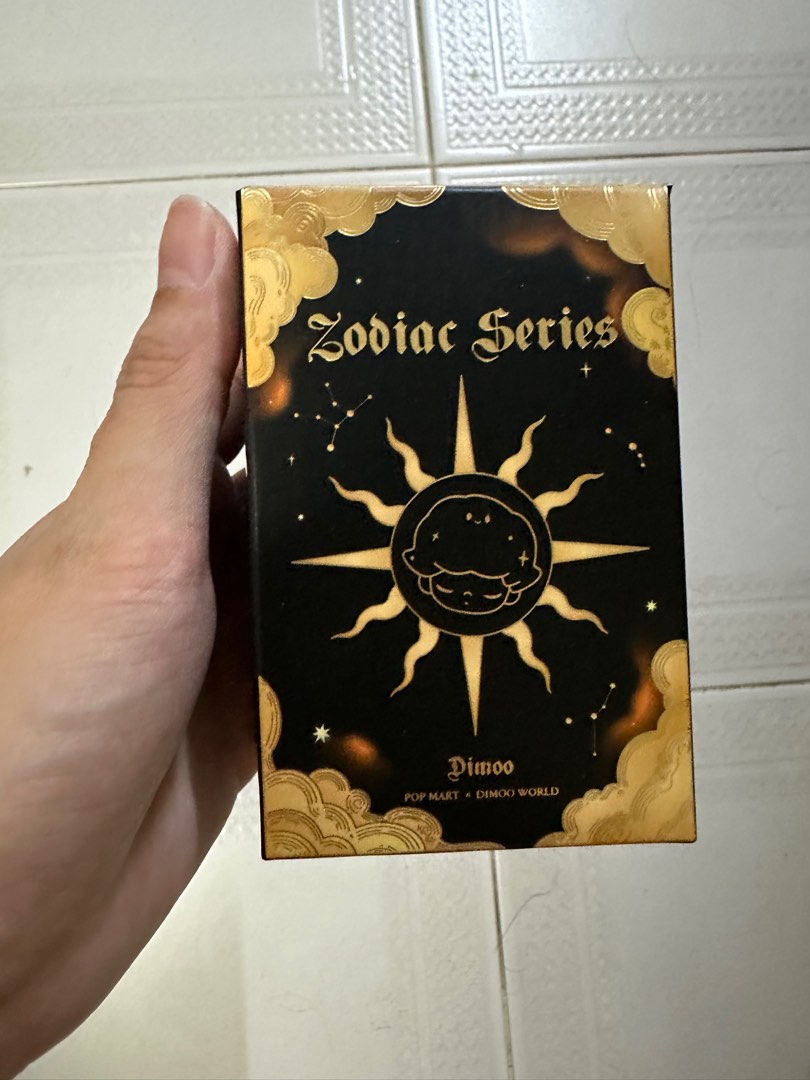 Zodiac Series
Dimoo
POP MART × DIMOO WORLD